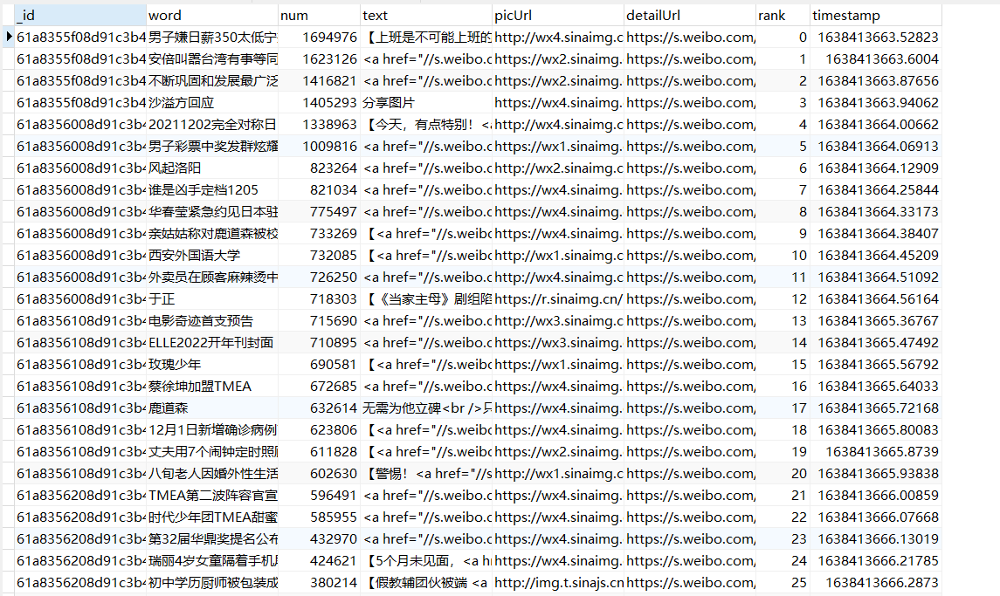 _id word num text picUrl detailUrl rank timestamp
61a8355f08d91c3b4 男子嫌日薪350太低宁 1694976 【上班是不可能上班的 http://wx4.sinaimg.c https://s.weibo.com/ 0 1638413663.52823
61a8355f08d91c3b4 安倍叫嚣台湾有事等同 1623126 <a href="//s.weibo.c https://wx2.sinaimg. https://s.weibo.com/ 1 1638413663.6004
61a8355f08d91c3b4 不断巩固和发展最广泛 1416821 <a href="//s.weibo.c https://wx2.sinaimg. https://s.weibo.com/ 2 1638413663.87656
61a8355f08d91c3b4 沙溢方回应 1405293 分享图片 https://wx4.sinaimg. https://s.weibo.com/ 3 1638413663.94062
61a8356008d91c3b4 20211202完全对称日 1338963 【今天，有点特别！<a http://wx4.sinaimg.c https://s.weibo.com/ 4 1638413664.00662
61a8356008d91c3b4 男子彩票中奖发群炫耀 1009816 <a href="//s.weibo.c https://wx1.sinaimg. https://s.weibo.com/ 5 1638413664.06913
61a8356008d91c3b4 风起洛阳 823264 <a href="//s.weibo.c http://wx2.sinaimg.c https://s.weibo.com/ 6 1638413664.12909
61a8356008d91c3b4 谁是凶手定档1205 821034 <a href="//s.weibo.c https://wx4.sinaimg. https://s.weibo.com/ 7 1638413664.25844
61a8356008d91c3b4 华春莹紧急约见日本驻 775497 <a href="//s.weibo.c https://wx4.sinaimg. https://s.weibo.com/ 8 1638413664.33173
61a8356008d91c3b4 亲姑姑称对鹿道森被校 733269 【<a href="//s.weibo https://wx4.sinaimg. https://s.weibo.com/ 9 1638413664.38407
61a8356008d91c3b4 西安外国语大学 732085 【<a href="//s.weibo http://wx1.sinaimg.c https://s.weibo.com/ 10 1638413664.45209
61a8356008d91c3b4 外卖员在顾客麻辣烫中 726250 <a href="//s.weibo.c http://wx4.sinaimg.c https://s.weibo.com/ 11 1638413664.51092
61a8356008d91c3b4 于正 718303 【《当家主母》剧组陷 https://r.sinaimg.cn/ https://s.weibo.com/ 12 1638413664.56164
61a8356108d91c3b4 电影奇迹首支预告 715690 <a href="//s.weibo.c http://wx3.sinaimg.c https://s.weibo.com/ 13 1638413665.36767
61a8356108d91c3b4 ELLE2022开年刊封面 710895 <a href="//s.weibo.c https://wx3.sinaimg. https://s.weibo.com/ 14 1638413665.47492
61a8356108d91c3b4 玫瑰少年 690581 【<a href="//s.weibo https://wx1.sinaimg. https://s.weibo.com/ 15 1638413665.56792
61a8356108d91c3b4 蔡徐坤加盟TMEA 672685 <a href="//s.weibo.c https://wx4.sinaimg. https://s.weibo.com/ 16 1638413665.64033
61a8356108d91c3b4 鹿道森 632614 无需为他立碑<br />只 https://wx4.sinaimg. https://s.weibo.com/ 17 1638413665.72168
61a8356108d91c3b4 12月1日新增确诊病例 623806 【<a href="//s.weibo https://wx4.sinaimg. https://s.weibo.com/ 18 1638413665.80083
61a8356108d91c3b4 丈夫用7个闹钟定时照顾 611828 【<a href="//s.weibo https://wx2.sinaimg. https://s.weibo.com/ 19 1638413665.8739
61a8356108d91c3b4 八旬老人因婚外性生活 602630 【警惕！<a href="//s http://wx1.sinaimg.c https://s.weibo.com/ 20 1638413665.93838
61a8356208d91c3b4 TMEA第二波阵容官宣 596491 <a href="//s.weibo.c https://wx4.sinaimg. https://s.weibo.com/ 21 1638413666.00859
61a8356208d91c3b4 时代少年团TMEA甜蜜 585955 <a href="//s.weibo.c https://wx4.sinaimg. https://s.weibo.com/ 22 1638413666.07668
61a8356208d91c3b4 第32届华鼎奖提名公布 432970 <a href="//s.weibo.c https://wx4.sinaimg. https://s.weibo.com/ 23 1638413666.13019
61a8356208d91c3b4 瑞丽4岁女童隔着手机 424621 【5个月未见面，<a h https://wx4.sinaimg. https://s.weibo.com/ 24 1638413666.21785
61a8356208d91c3b4 初中学历厨师被包装成 380214 【假教辅团伙被端 <a http://img.t.sinajs.cn https://s.weibo.com/ 25 1638413666.2873